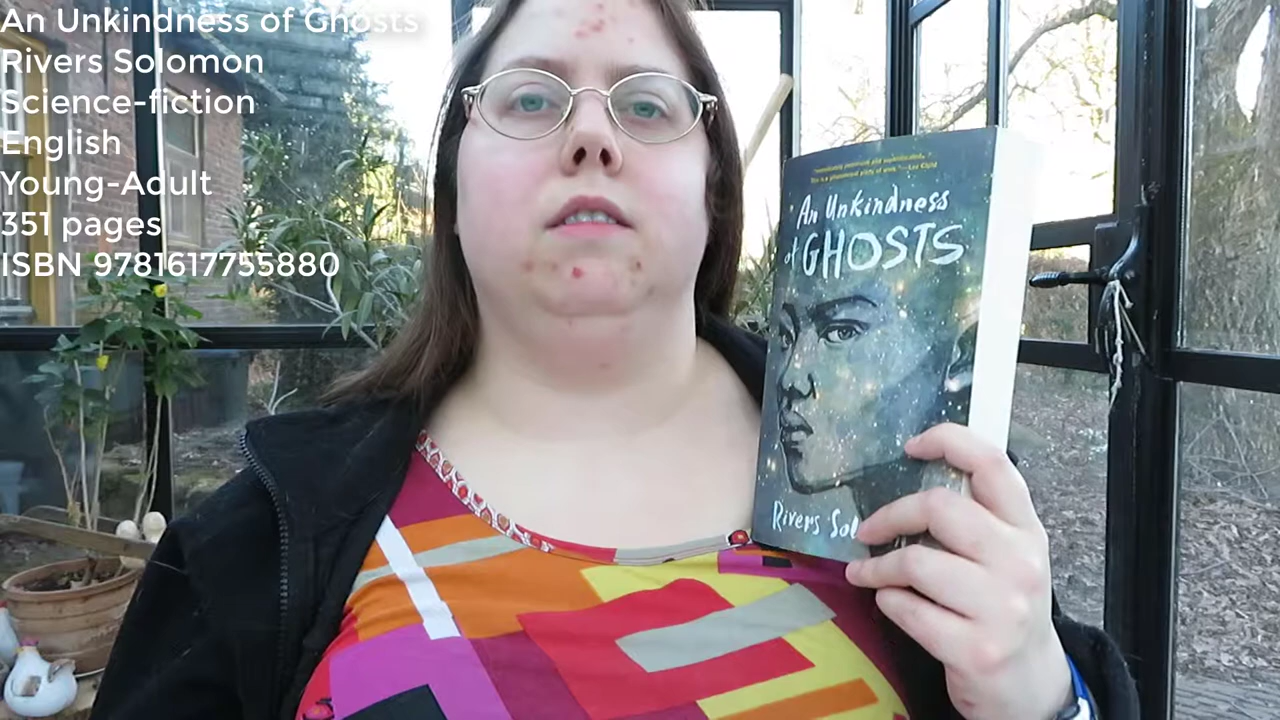 An Unkindness of Ghosts
Rivers Solomon
Science-fiction
English
Young-Adult
351 pages
ISBN 9781617755880
An Unkindness
of GHOSTS
Rivers Sol